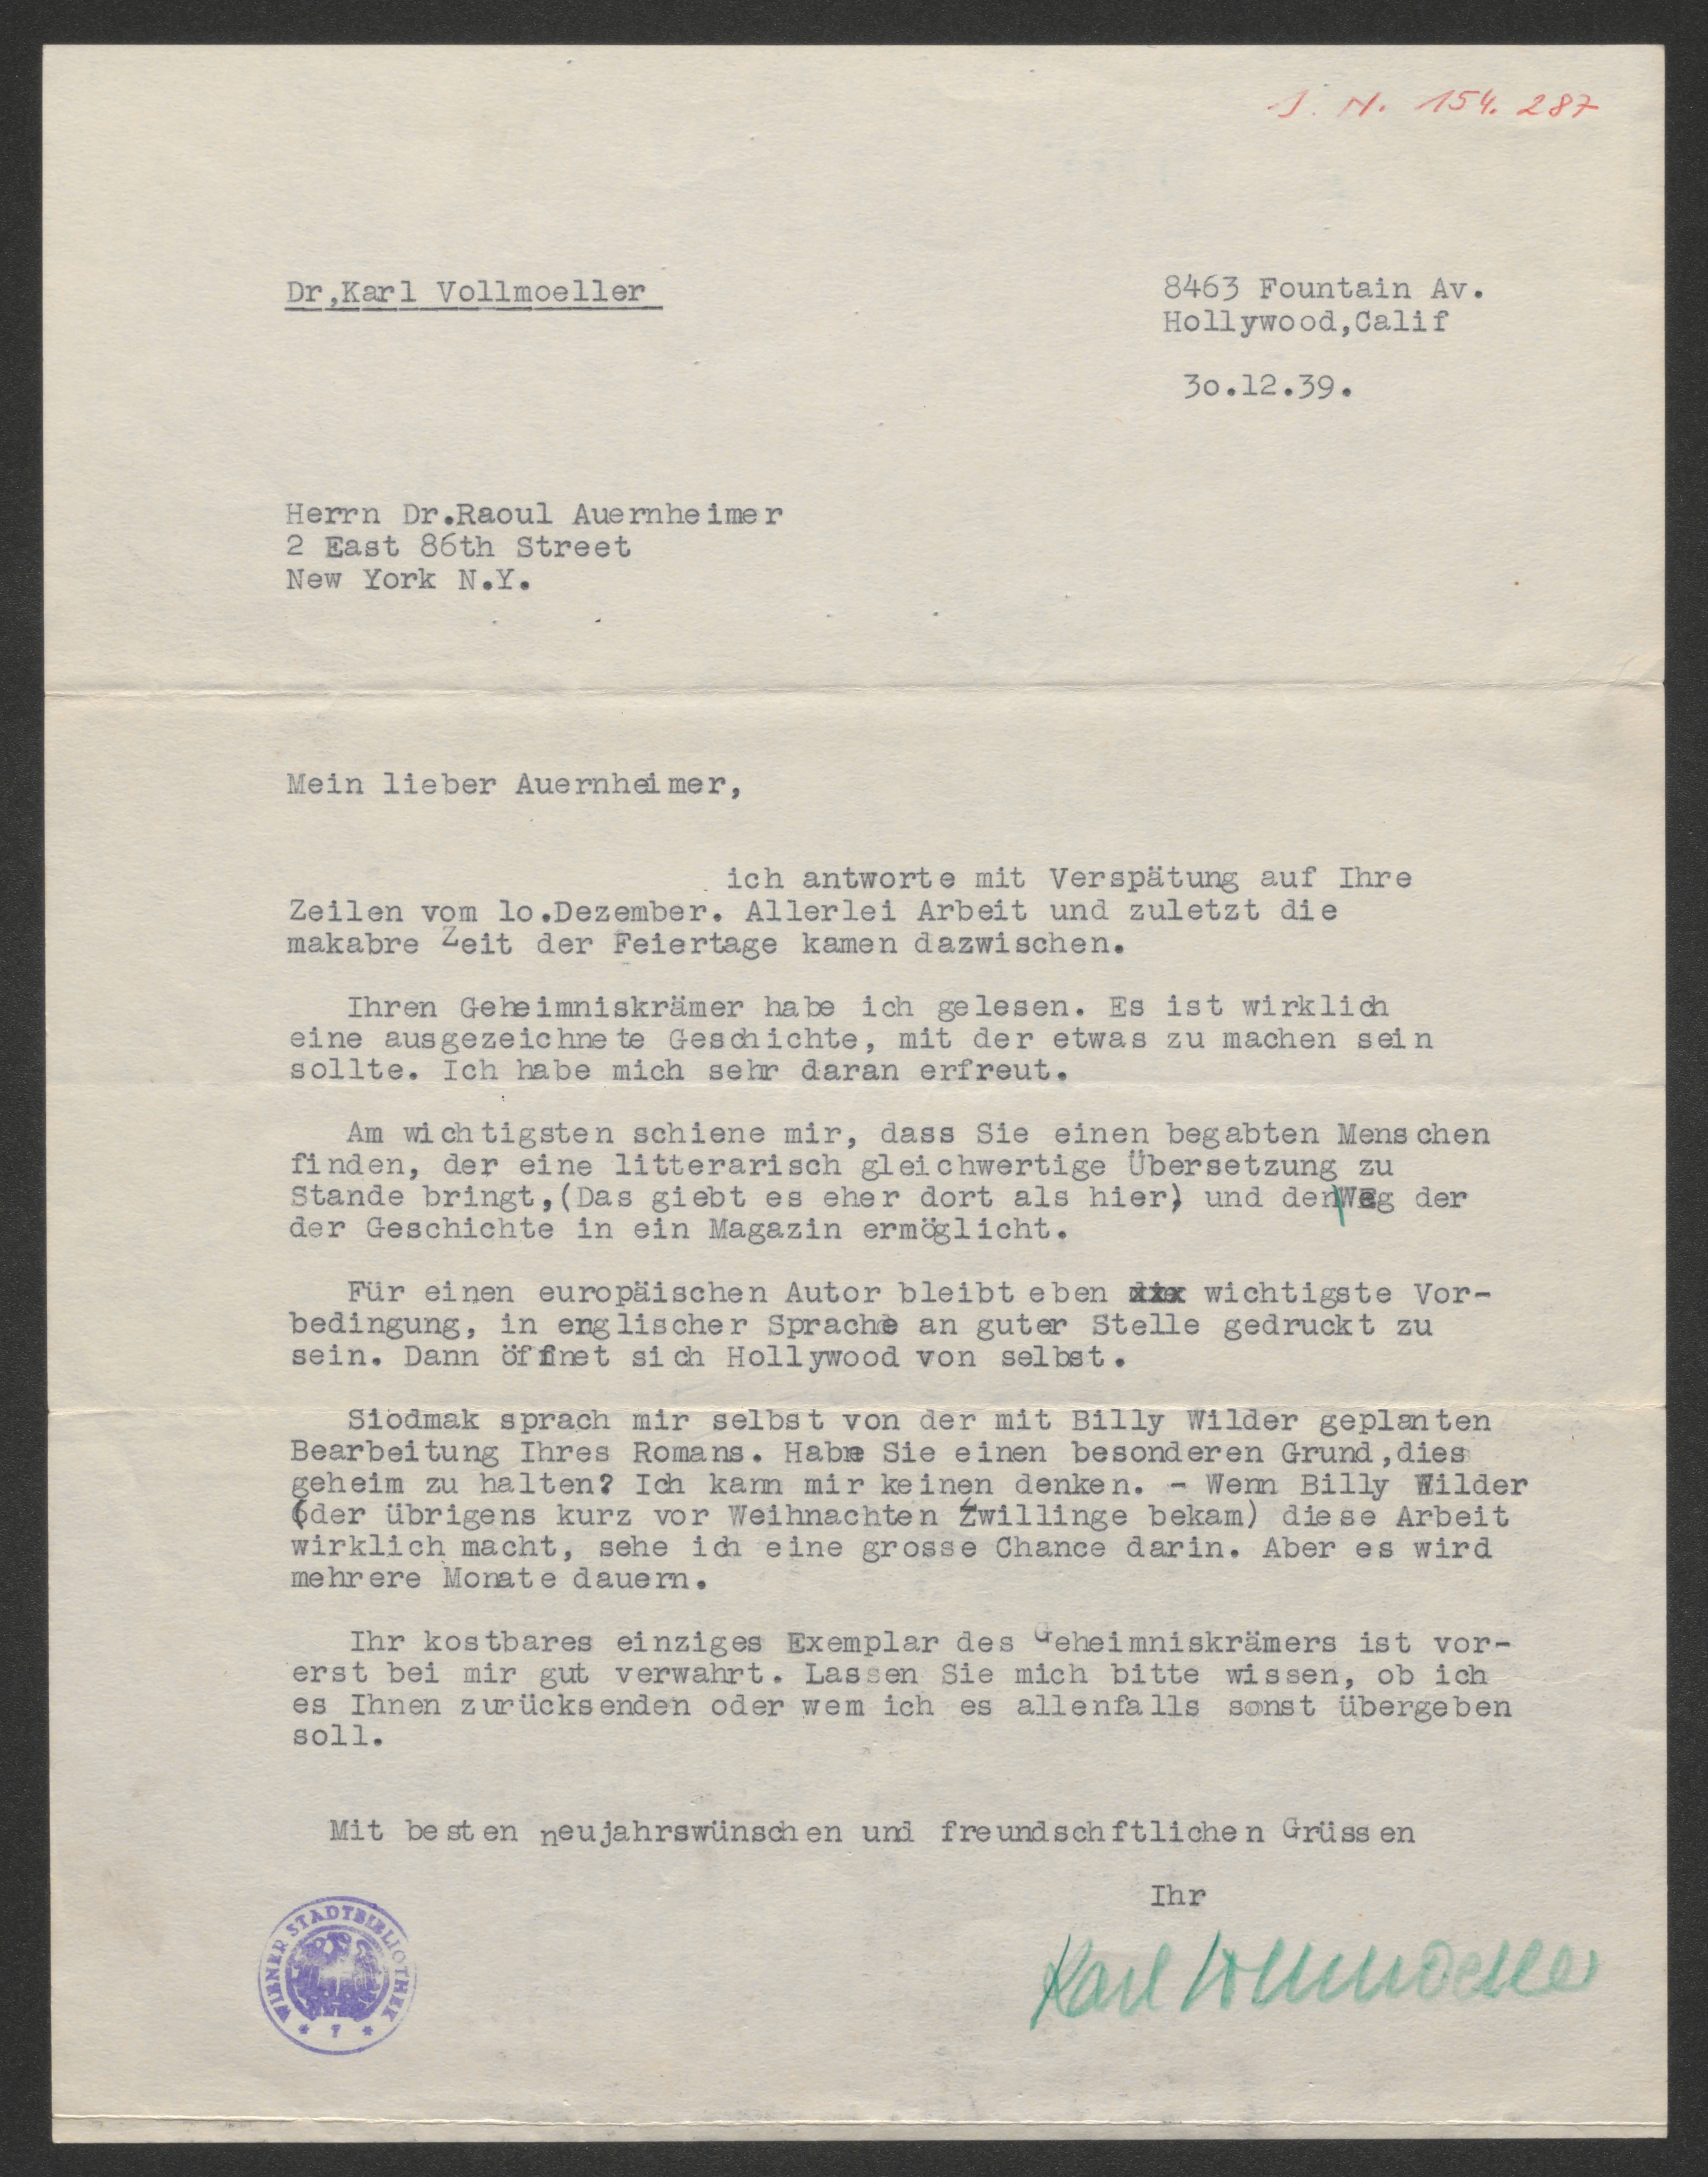 J. N. 154.287
Dr,Karl Vollmoeller
8463 Fountain Av.
Hollywood,Calif
3o.12.39.
Herrn Dr.Raoul Auernheimer
2 East 86th Street
New York N.Y.
Mein lieber Auernheimer,
ich antworte mit Verspätung auf Ihre
Zeilen vom lo.Dezember. Allerlei Arbeit und zuletzt die
makabre Zeit der Feiertage kamen dazwischen.
Ihren Geheimniskrämer habe ich gelesen. Es ist wirklich
eine ausgezeichnete Geschichte, mit der etwas zu machen sein
sollte. Ich habe mich sehr daran erfreut.
Am wichtigsten schiene mir, dass Sie einen begabten Menschen
finden, der eine litterarisch gleichwertige Übersetzung zu
Stande bringt,(Das giebt es eher dort als hier) und den Weg der
der Geschichte in ein Magazin ermöglicht.
Für einen europäischen Autor bleibt eben die wichtigste Vor-
bedingung, in englischer Sprache an guter Stelle gedruckt zu
sein. Dann öffnet sich Hollywood von selbst.
Siodmak sprach mir selbst von der mit Billy Wilder geplanten
Bearbeitung Ihres Romans. Habne Sie einen besonderen Grund,dies
geheim zu halten? Ich kann mir keinen denken. - Wenn Billy Wilder
(der übrigens kurz vor Weihnachten Zwillinge bekam) diese Arbeit
wirklich macht, sehe ich eine grosse Chance darin. Aber es wird
mehrere Monate dauern.
Ihr kostbares einziges Exemplar des Geheimniskrämers ist vor-
erst bei mir gut verwahrt. Lassen Sie mich bitte wissen, ob ich
es Ihnen zurücksenden oder wem ich es allenfalls sonst übergeben
soll.
Mit besten neujahrswünschen und freundschftlichen Grüssen
Ihr
Karl Vollmoeller
WIENER STADTBIBLIOTHEK
* 7 *